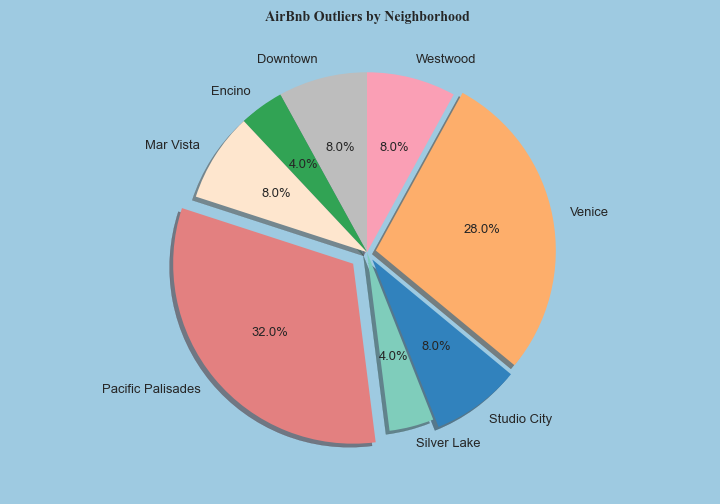 AirBnb Outliers by Neighborhood
Downtown
Westwood
Encino
Mar Vista
8.0%
8.0%
4.0%
8.0%
Venice
28.0%
32.0%
8.0%
4.0%
Pacific Palisades
Studio City
Silver Lake